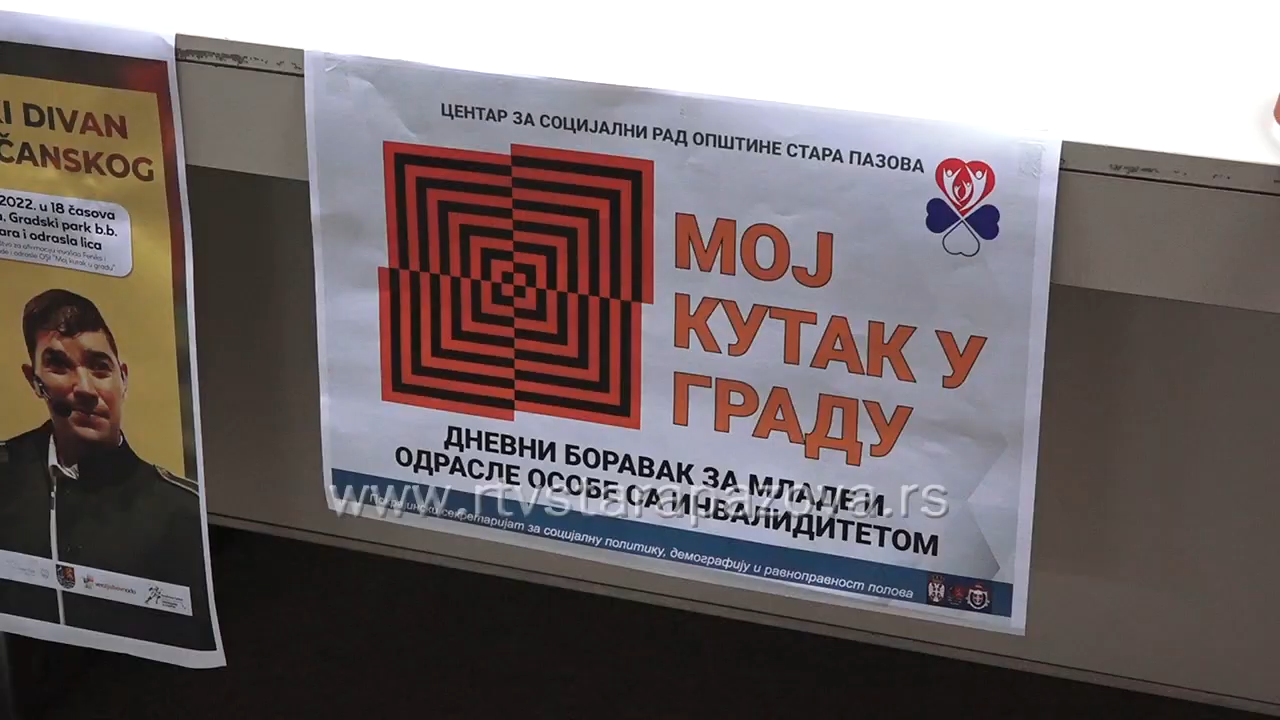 I DIVAN
ČANSKOG
2022. u 18 časova
Gradski park b.b.
ara i odrasla lica
ЦЕНТАР ЗА СОЦИЈАЛНИ РАД ОПШТИНЕ СТАРА ПАЗОВА
МОЈ
КУТАК У
ГРАДУ
ДНЕВНИ БОРАВАК ЗА МЛАДЕ И
ОДРАСЛЕ ОСОБЕ СА ИНВАЛИДИТЕТОМ
www.rtvstarapazova.rs
Покрајински секретаријат за социјалну политику, демографију и равноправност полова